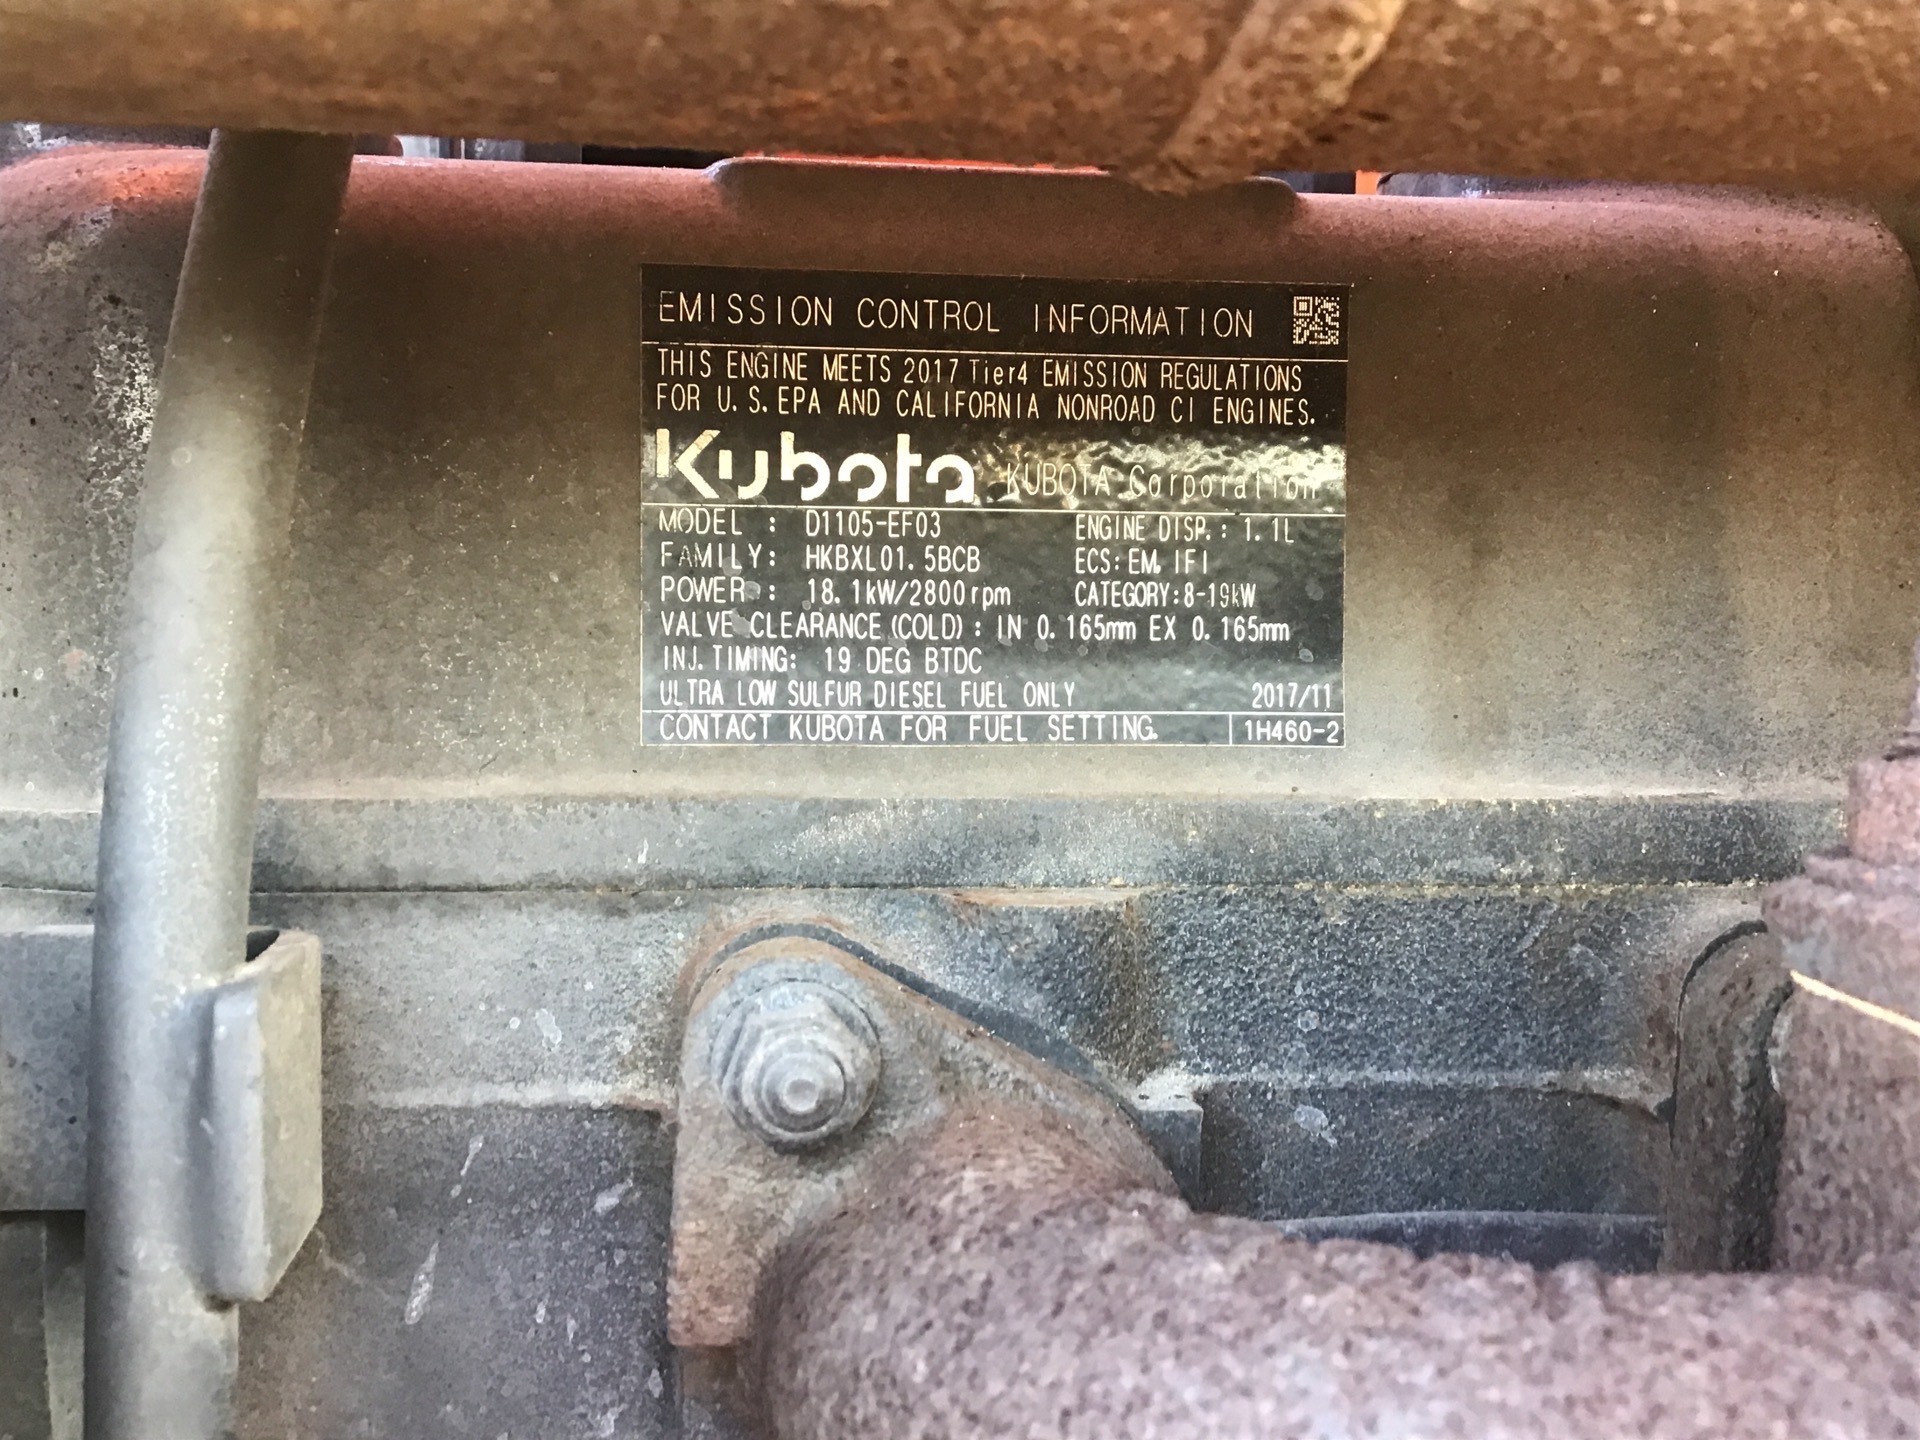 EMISSION CONTROL INFORMATION
THIS ENGINE MEETS 2017 Tier4 EMISSION REGULATIONS
FOR U.S.EPA AND CALIFORNIA NONROAD CI ENGINES.
Kubota KUBOTA Corporation
MODEL : D1105-EF03 ENGINE DISP.: 1.1L
FAMILY: HKBXL01.5BCB ECS:EM,IFI
POWER : 18.1kW/2800rpm CATEGORY:8-19kW
VALVE CLEARANCE(COLD): IN 0.165mm EX 0.165mm
INJ.TIMING: 19 DEG BTDC
ULTRA LOW SULFUR DIESEL FUEL ONLY 2017/11
CONTACT KUBOTA FOR FUEL SETTING. 1H460-2